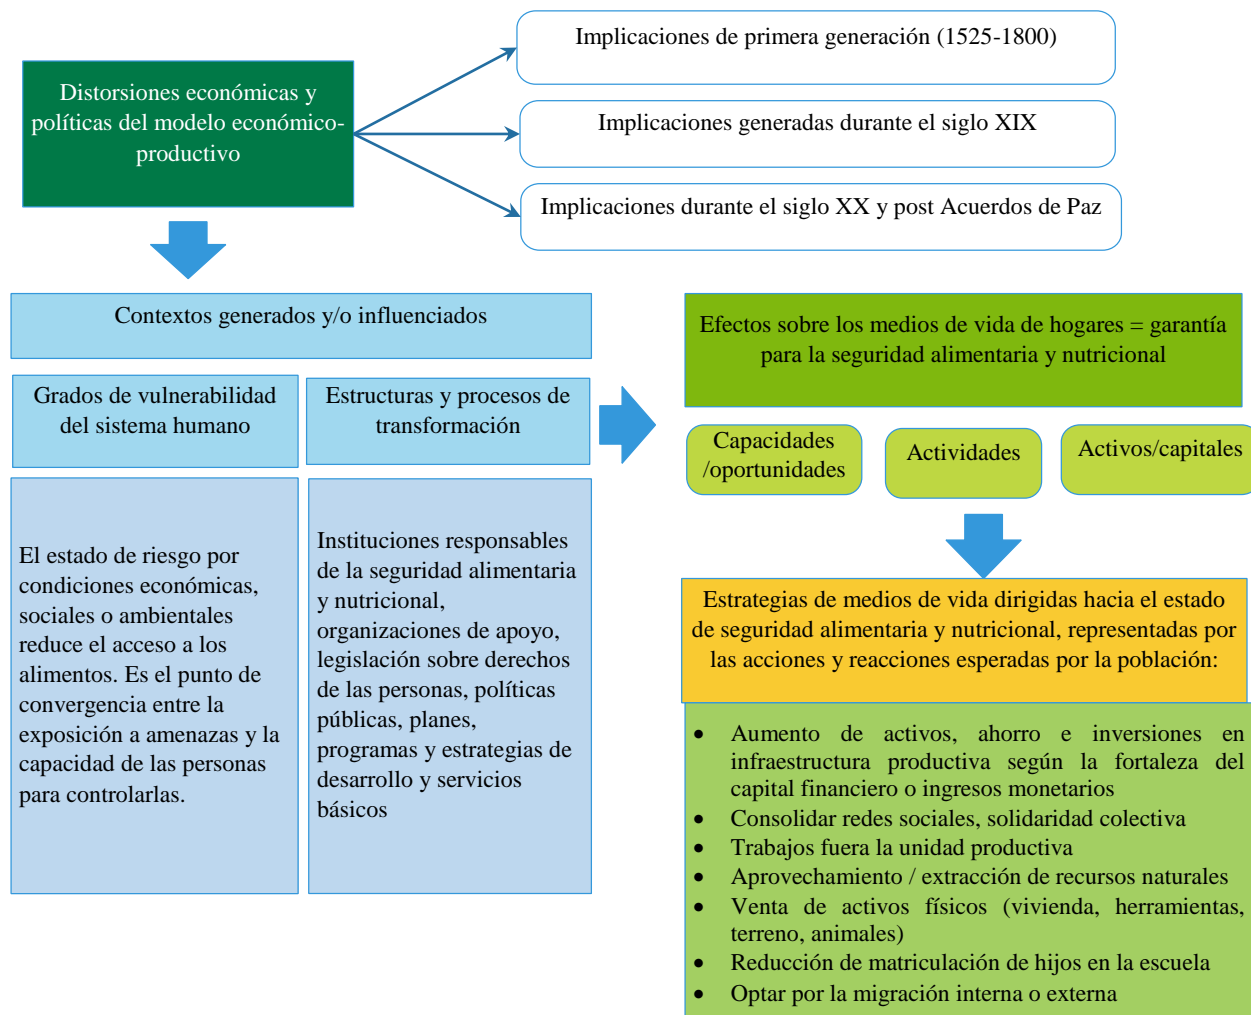 Implicaciones de primera generación (1525-1800)
Distorsiones económicas y
políticas del modelo económico-
productivo
Implicaciones generadas durante el siglo XIX
Implicaciones durante el siglo XX y post Acuerdos de Paz
Contextos generados y/o influenciados
Grados de vulnerabilidad
del sistema humano
Estructuras y procesos de
transformación
El estado de riesgo por
condiciones económicas,
sociales o ambientales
reduce el acceso a los
alimentos. Es el punto de
convergencia entre la
exposición a amenazas y la
capacidad de las personas
para controlarlas.
Instituciones responsables
de la seguridad alimentaria
y nutricional,
organizaciones de apoyo,
legislación sobre derechos
de las personas, políticas
públicas, planes,
programas y estrategias de
desarrollo y servicios
básicos
Efectos sobre los medios de vida de hogares = garantía
para la seguridad alimentaria y nutricional
Capacidades
/oportunidades
Actividades
Activos/capitales
Estrategias de medios de vida dirigidas hacia el estado
de seguridad alimentaria y nutricional, representadas por
las acciones y reacciones esperadas por la población:
• Aumento de activos, ahorro e inversiones en
infraestructura productiva según la fortaleza del
capital financiero o ingresos monetarios
• Consolidar redes sociales, solidaridad colectiva
• Trabajos fuera la unidad productiva
• Aprovechamiento / extracción de recursos naturales
• Venta de activos físicos (vivienda, herramientas,
terreno, animales)
• Reducción de matriculación de hijos en la escuela
• Optar por la migración interna o externa